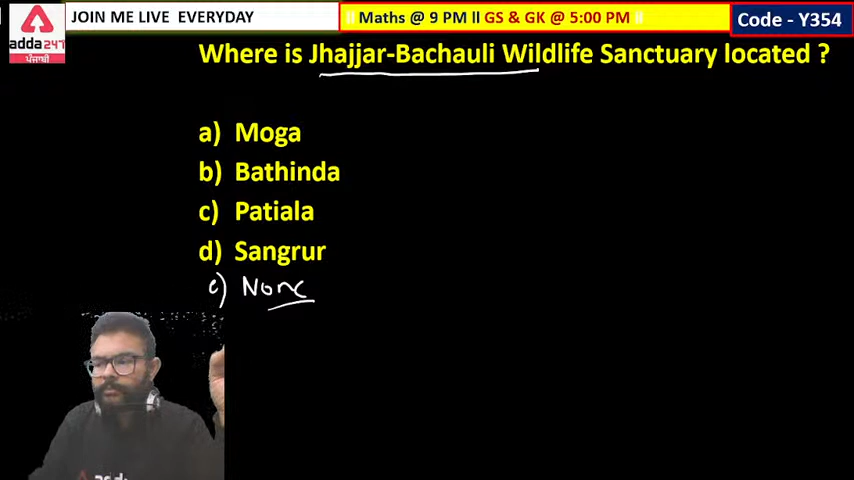 JOIN ME LIVE EVERYDAY
|| Maths @ 9 PM || GS & GK @ 5:00 PM ||
Code - Y354
adda247
ਪੰਜਾਬੀ
Where is Jhajjar-Bachauli Wildlife Sanctuary located ?
a) Moga
b) Bathinda
c) Patiala
d) Sangrur
e) None